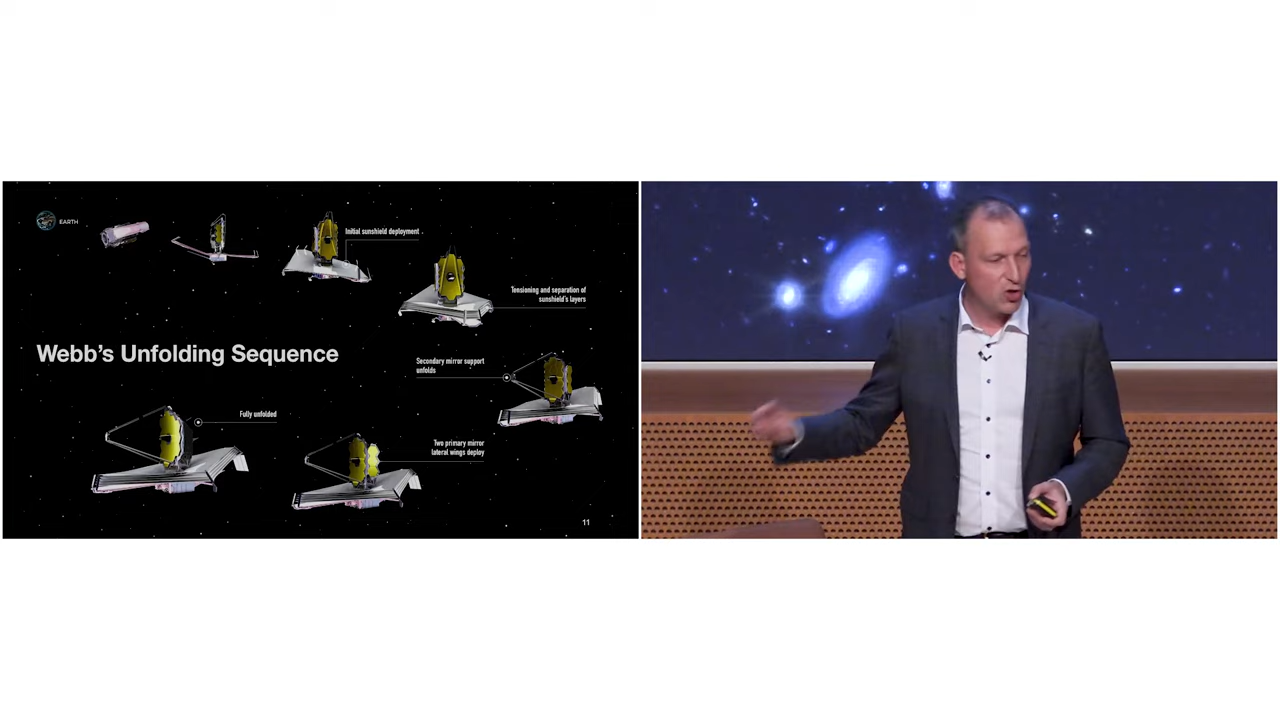 EARTH
Initial sunshield deployment
Tensioning and separation of
sunshield's layers
Webb's Unfolding Sequence
Secondary mirror support
unfolds
Fully unfolded
Two primary mirror
lateral wings deploy
11